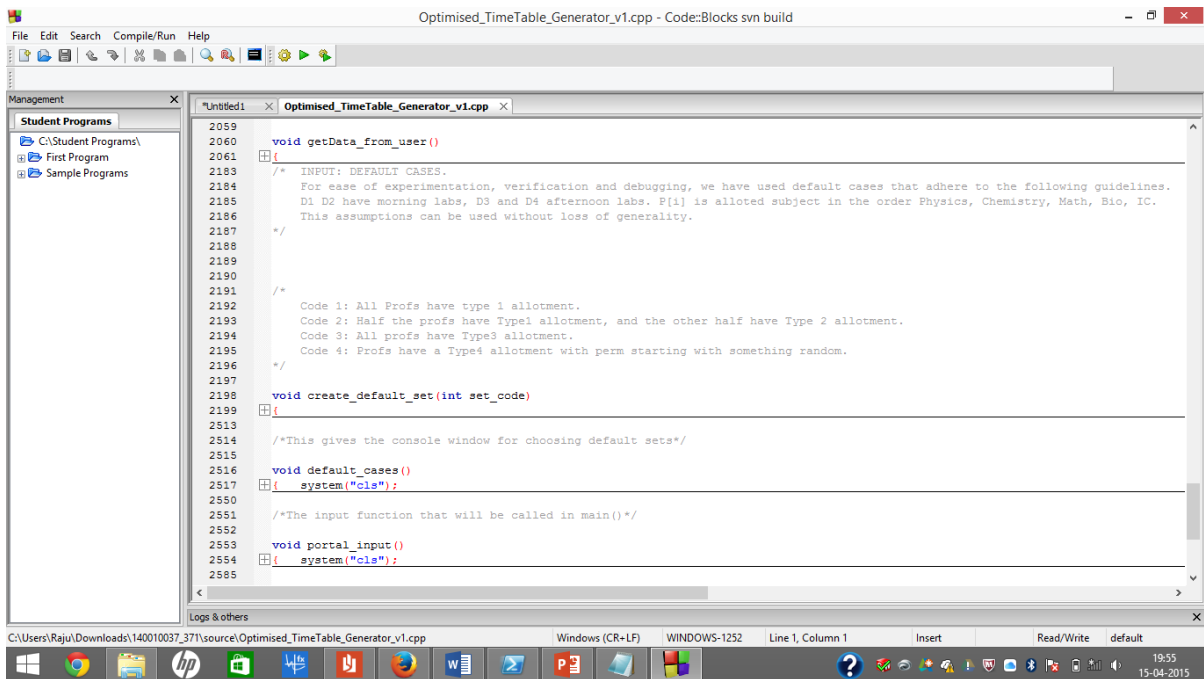 Optimised_TimeTable_Generator_v1.cpp - Code::Blocks svn build
File Edit Search Compile/Run Help
Management
Student Programs
C:\Student Programs\
First Program
Sample Programs
*Untitled1
Optimised_TimeTable_Generator_v1.cpp
2059
2060 void getData_from_user()
2061 {
2183 /* INPUT: DEFAULT CASES.
2184 For ease of experimentation, verification and debugging, we have used default cases that adhere to the following guidelines.
2185 D1 D2 have morning labs, D3 and D4 afternoon labs. P[i] is alloted subject in the order Physics, Chemistry, Math, Bio, IC.
2186 This assumptions can be used without loss of generality.
2187 */
2188
2189
2190
2191 /*
2192 Code 1: All Profs have type 1 allotment.
2193 Code 2: Half the profs have Type1 allotment, and the other half have Type 2 allotment.
2194 Code 3: All profs have Type3 allotment.
2195 Code 4: Profs have a Type4 allotment with perm starting with something random.
2196 */
2197
2198 void create_default_set(int set_code)
2199 {
2513
2514 /*This gives the console window for choosing default sets*/
2515
2516 void default_cases()
2517 { system("cls");
2550
2551 /*The input function that will be called in main()*/
2552
2553 void portal_input()
2554 { system("cls");
2585
Logs & others
C:\Users\Raju\Downloads\140010037_371\source\Optimised_TimeTable_Generator_v1.cpp Windows (CR+LF) WINDOWS-1252 Line 1, Column 1 Insert Read/Write default
19:55
15-04-2015